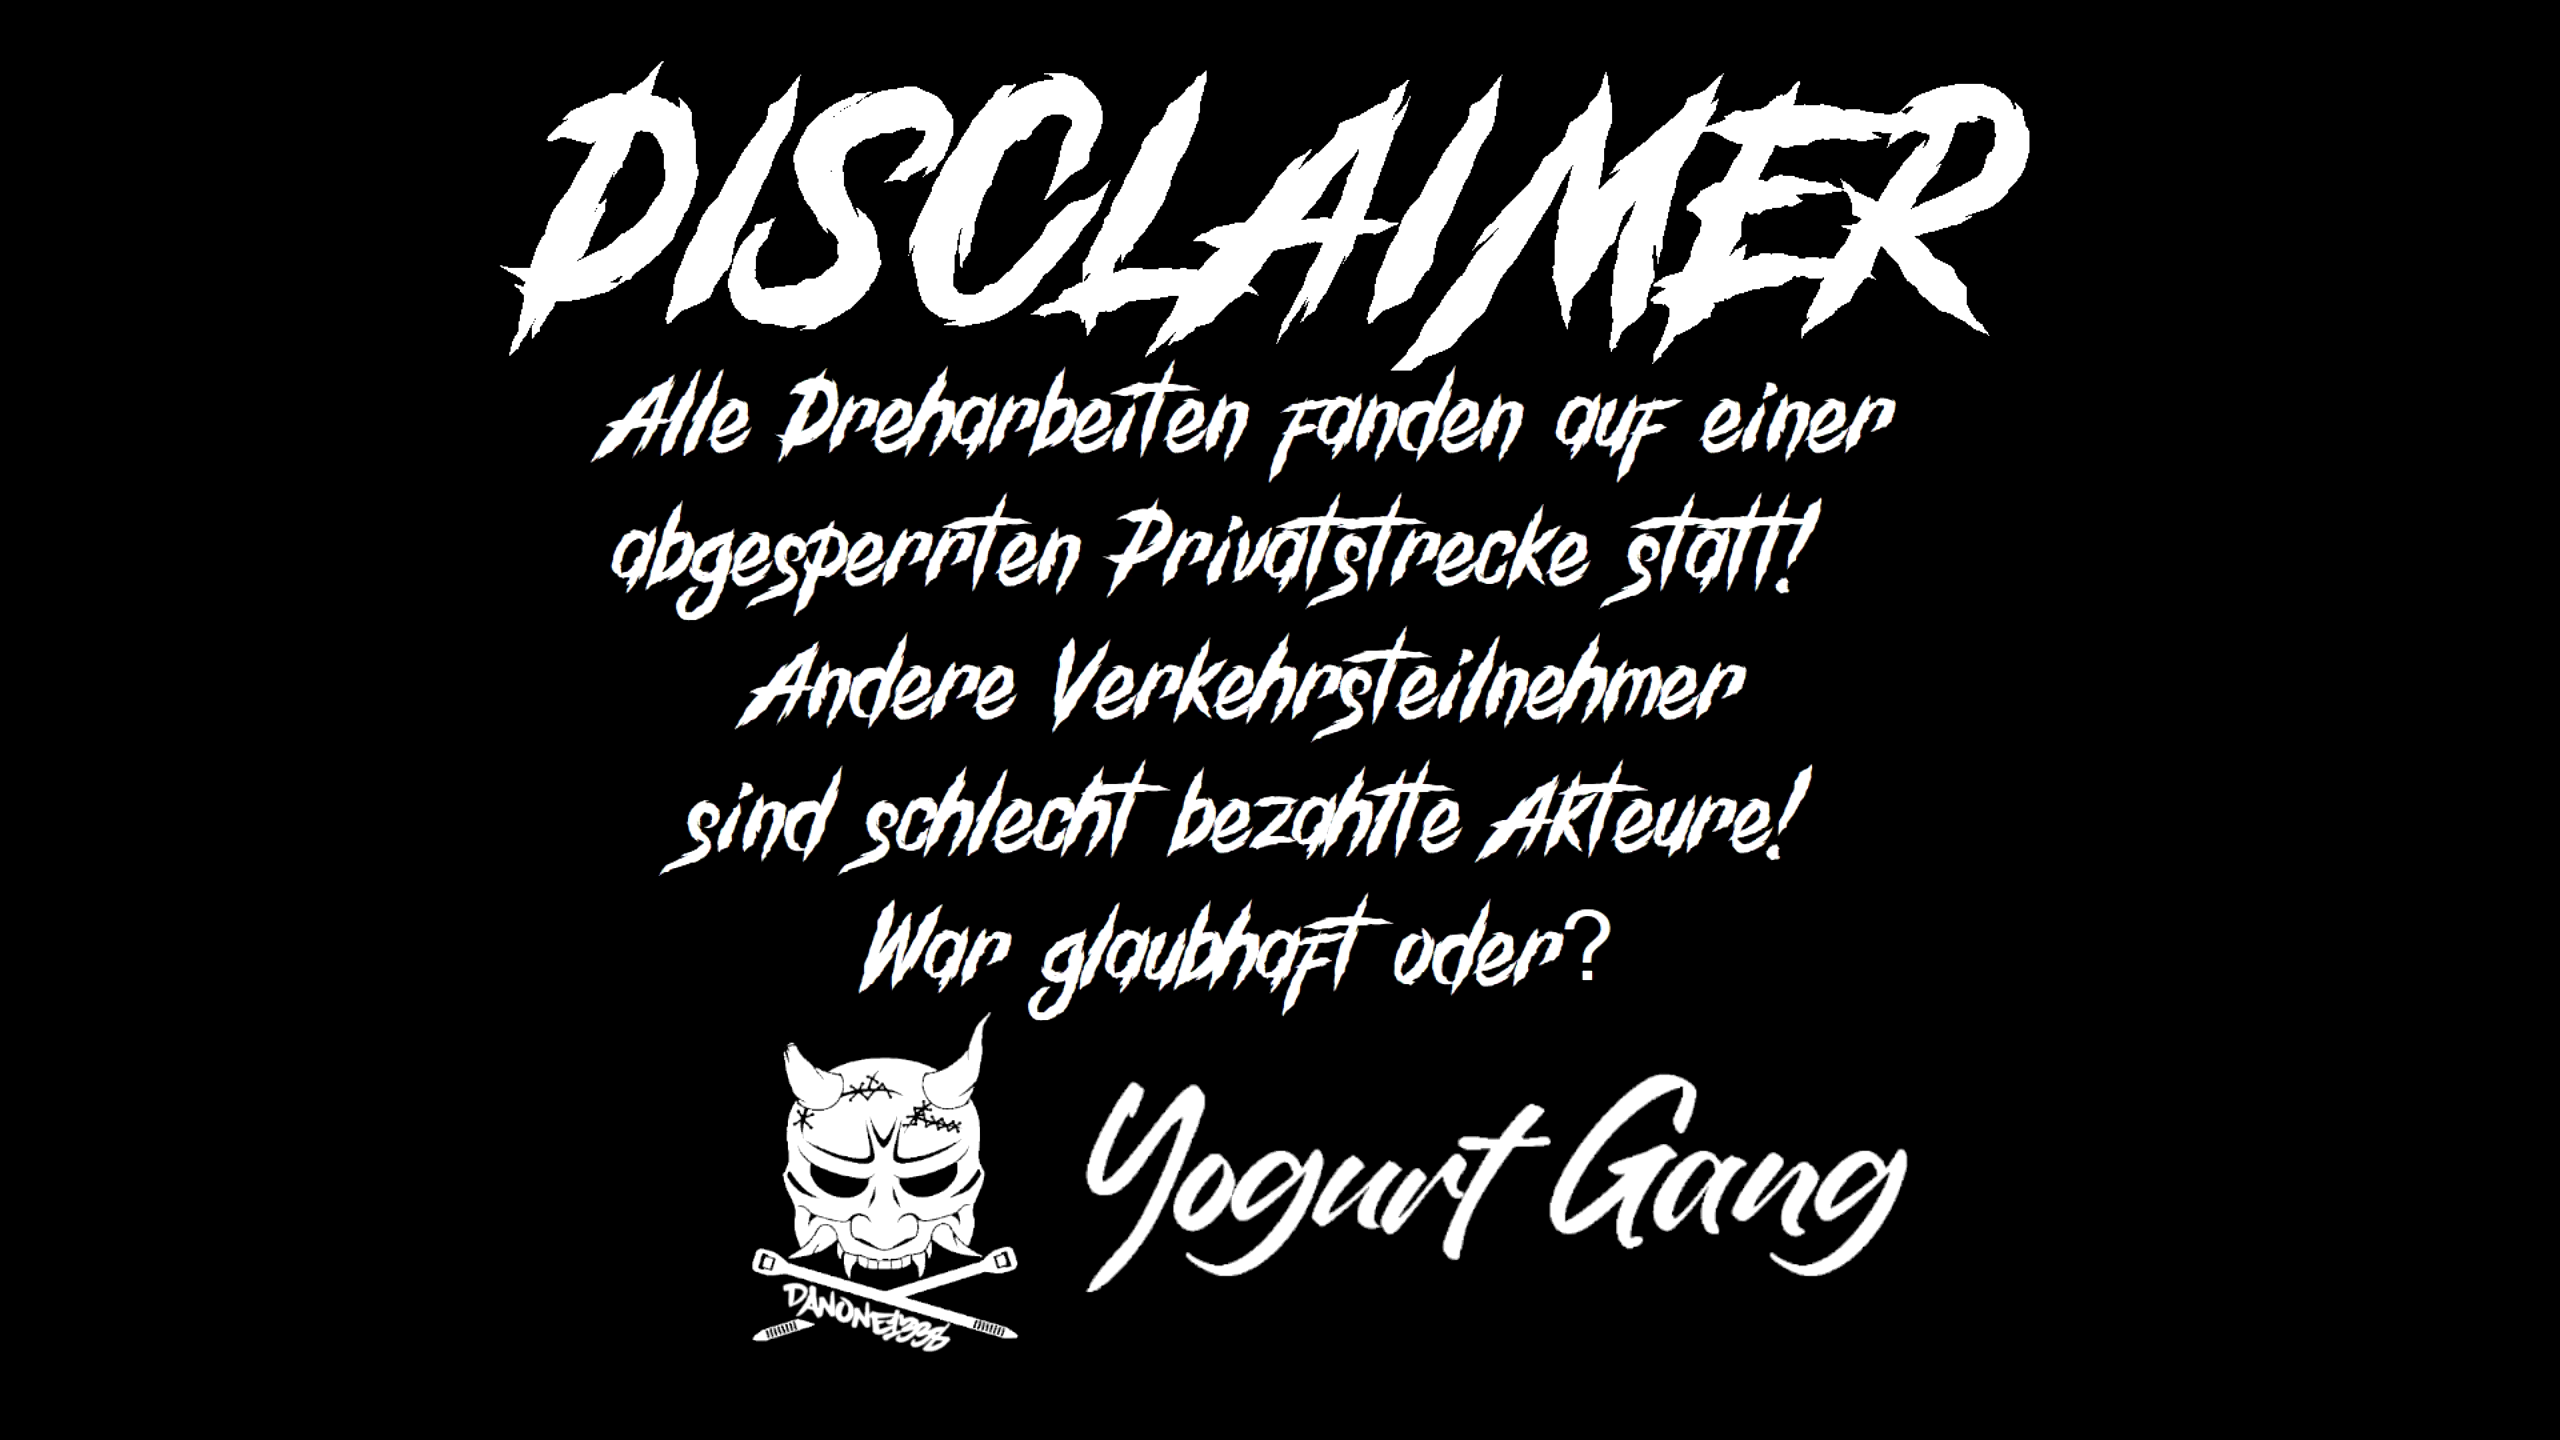 DISCLAIMER
Alle Dreharbeiten fanden auf einer
abgesperrten Privatstrecke statt!
Andere Verkehrsteilnehmer
sind schlecht bezahlte Akteure!
War glaubhaft oder?
Yogurt Gang
DANONE1338